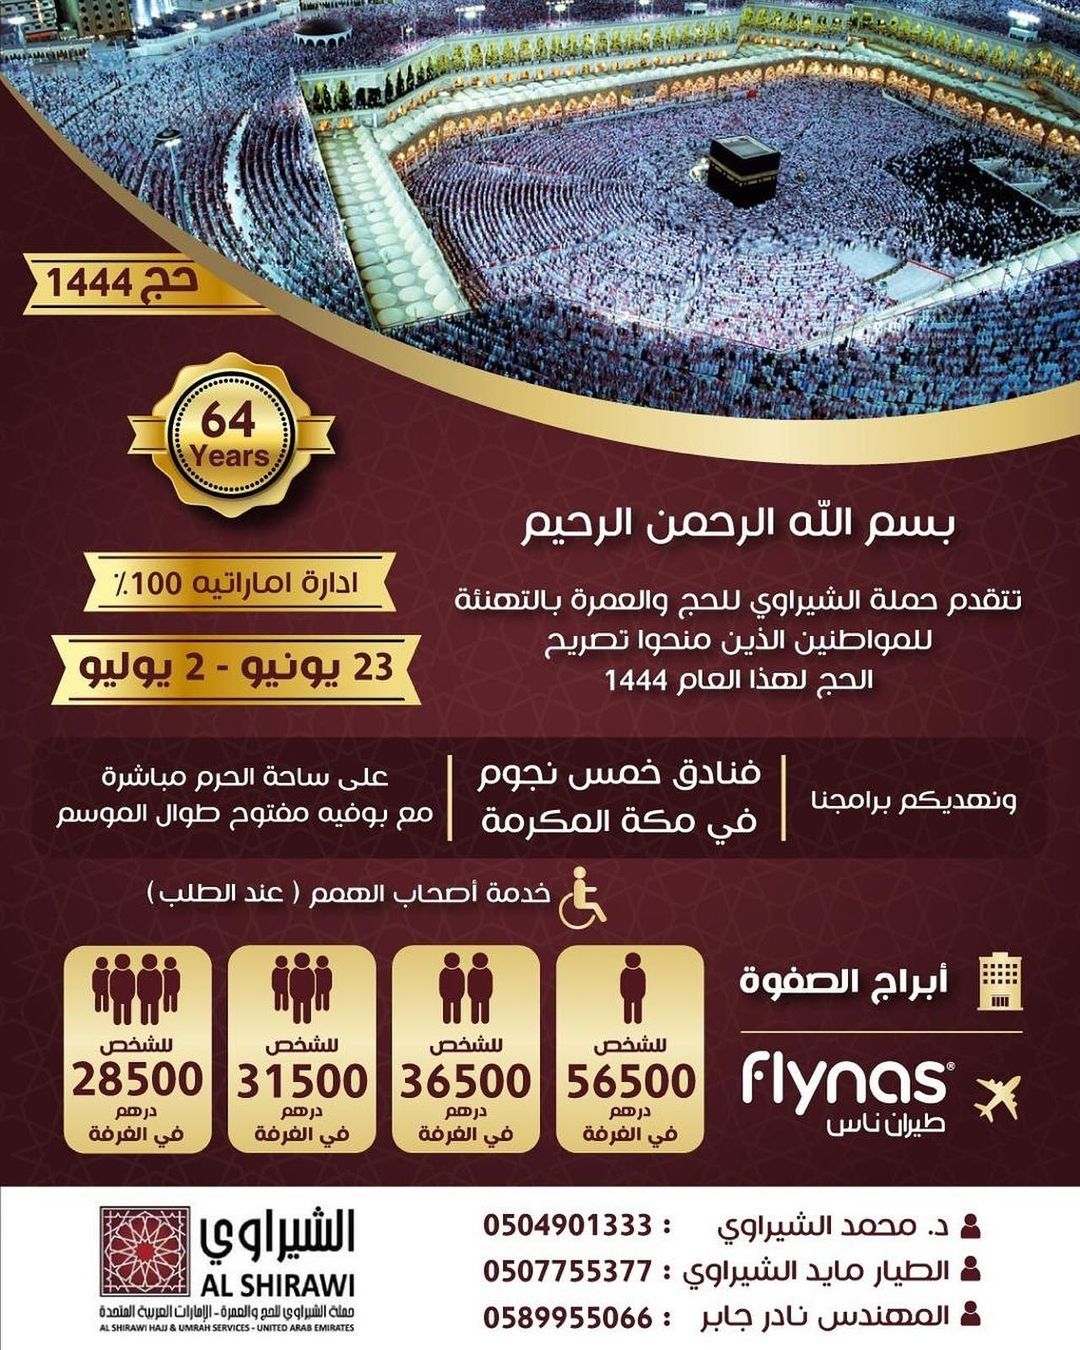 حج 1444
64
Years
بسم الله الرحمن الرحيم
تتقدم حملة الشيراوي للحج والعمرة بالتهنئة
للمواطنين الذين منحوا تصريح
الحج لهذا العام 1444
ادارة اماراتيه 100٪
23 يونيو - 2 يوليو
ونهديكم برامجنا
فنادق خمس نجوم
في مكة المكرمة
على ساحة الحرم مباشرة
مع بوفيه مفتوح طوال الموسم
خدمة أصحاب الهمم ( عند الطلب )
أبراج الصفوة
flynas®
طيران ناس
للشخص
56500
درهم
في الغرفة
للشخص
36500
درهم
في الغرفة
للشخص
31500
درهم
في الغرفة
للشخص
28500
درهم
في الغرفة
د. محمد الشيراوي : 0504901333
الطيار مايد الشيراوي : 0507755377
المهندس نادر جابر : 0589955066
الشيراوي
AL SHIRAWI
حملة الشيراوي للحج والعمرة - الإمارات العربية المتحدة
AL SHIRAWI HAJJ & UMRAH SERVICES - UNITED ARAB EMIRATES